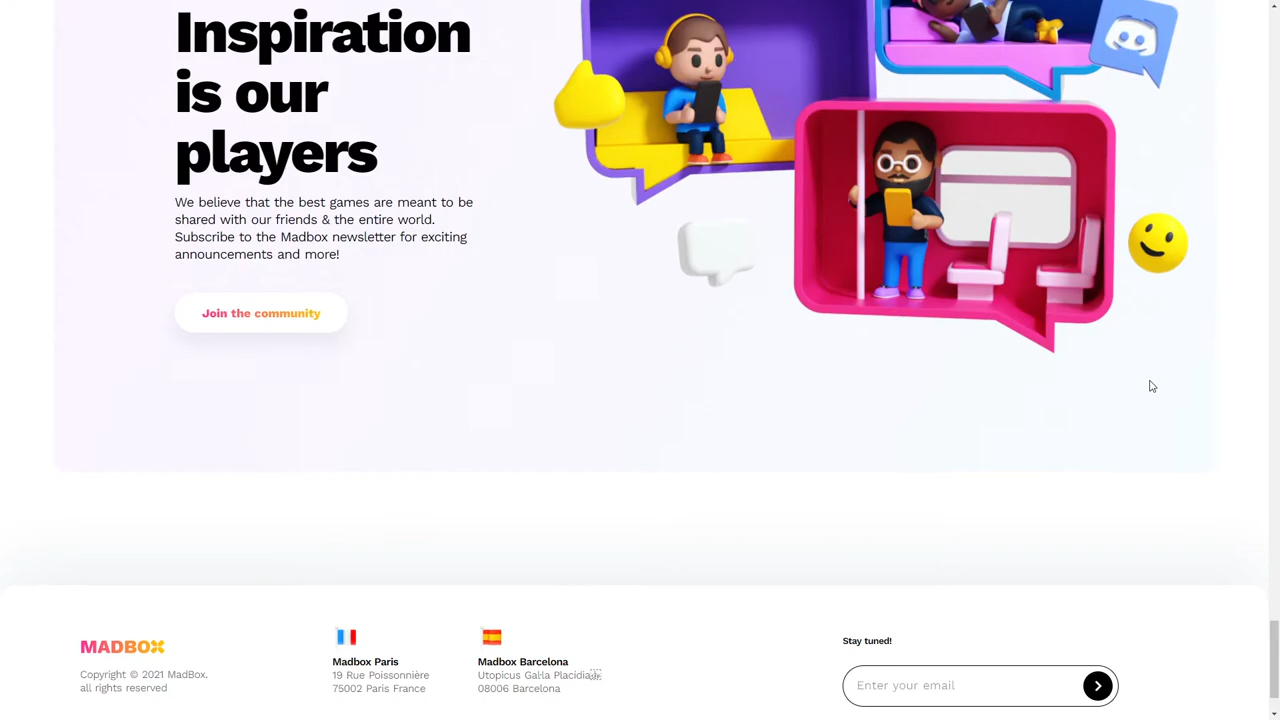 Inspiration
is our
players
We believe that the best games are meant to be
shared with our friends & the entire world.
Subscribe to the Madbox newsletter for exciting
announcements and more!
Join the community
MADBOX
Copyright © 2021 MadBox.
all rights reserved
Madbox Paris
19 Rue Poissonnière
75002 Paris France
Madbox Barcelona
Utopicus Gal·la Placidia
08006 Barcelona
Stay tuned!
Enter your email